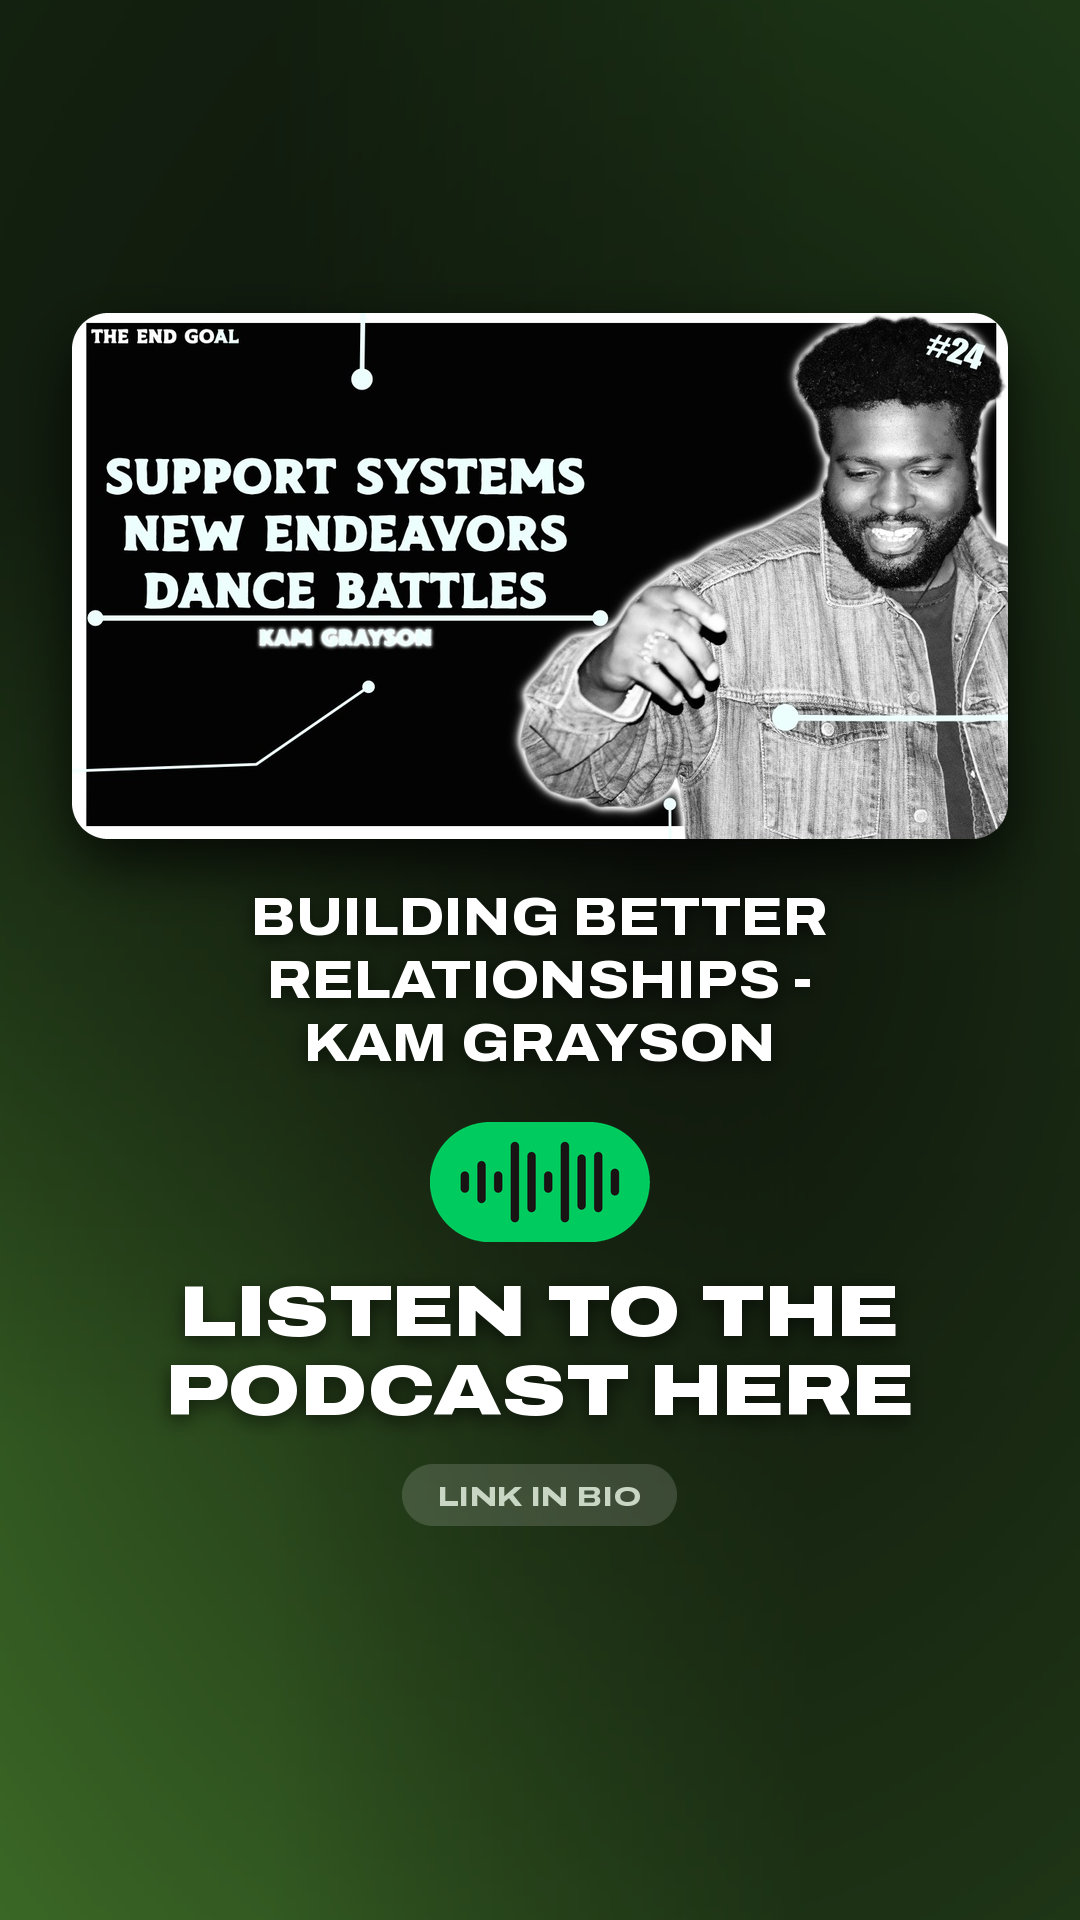 THE END GOAL
#24
SUPPORT SYSTEMS
NEW ENDEAVORS
DANCE BATTLES
KAM GRAYSON
BUILDING BETTER
RELATIONSHIPS -
KAM GRAYSON
LISTEN TO THE
PODCAST HERE
LINK IN BIO